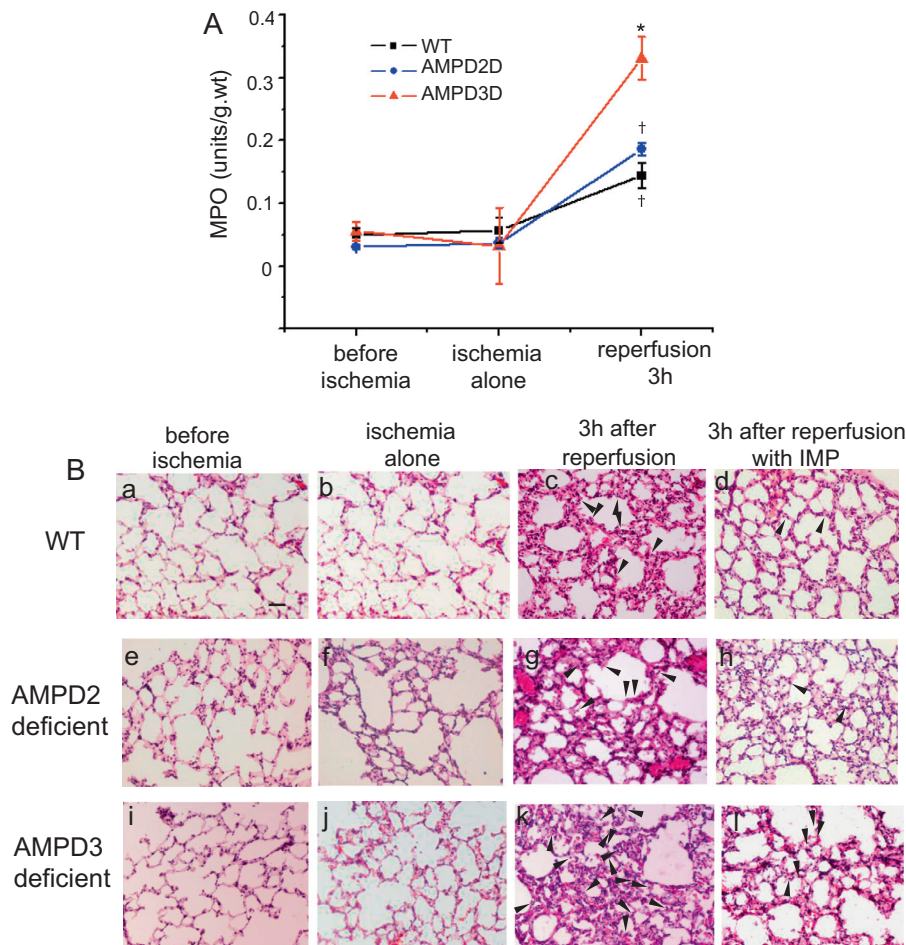 A
WT
AMPD2D
AMPD3D
MPO (units/g.wt)
0.4
0.3
0.2
0.1
0
*
†
†
before
ischemia
ischemia
alone
reperfusion
3h
B
before
ischemia
ischemia
alone
3h after
reperfusion
3h after reperfusion
with IMP
WT
a
b
c
d
AMPD2
deficient
e
f
g
h
AMPD3
deficient
i
j
k
l